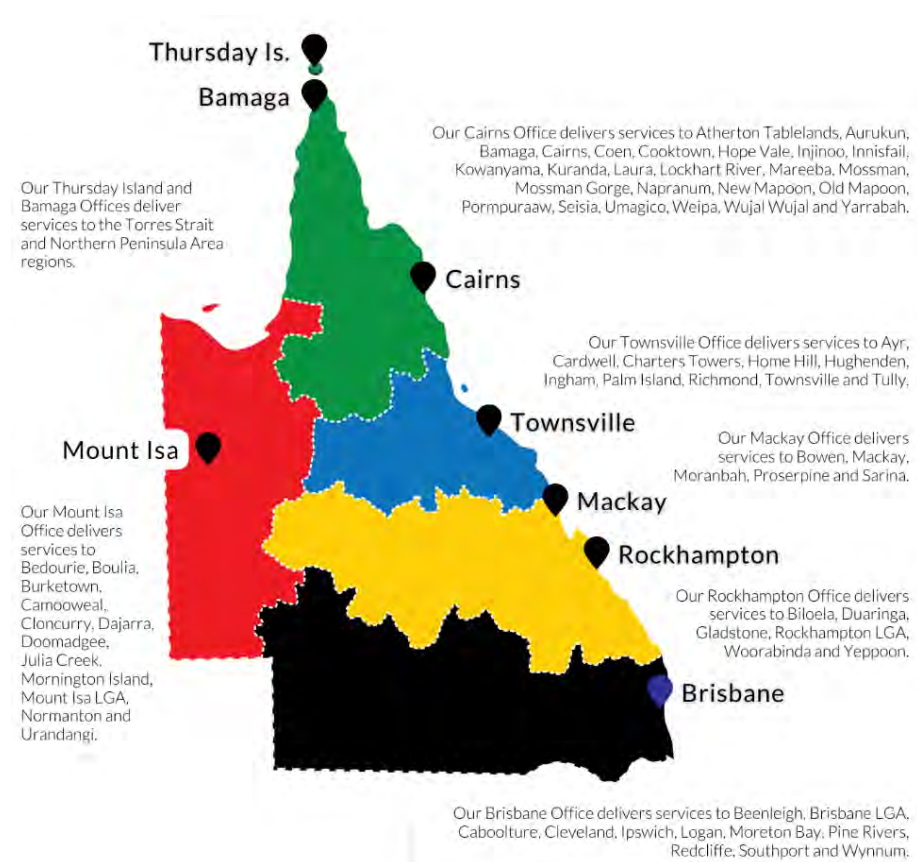 Thursday Is.
Bamaga
Our Cairns Office delivers services to Atherton Tablelands, Aurukun,
Bamaga, Cairns, Coen, Cooktown, Hope Vale, Injinoo, Innisfail,
Kowanyama, Kuranda, Laura, Lockhart River, Mareeba, Mossman,
Mossman Gorge, Napranum, New Mapoon, Old Mapoon,
Pormpuraaw, Seisia, Umagico, Weipa, Wujal Wujal and Yarrabah.
Our Thursday Island and
Bamaga Offices deliver
services to the Torres Strait
and Northern Peninsula Area
regions.
Cairns
Our Townsville Office delivers services to Ayr,
Cardwell, Charters Towers, Home Hill, Hughenden,
Ingham, Palm Island, Richmond, Townsville and Tully.
Townsville
Mount Isa
Our Mackay Office delivers
services to Bowen, Mackay,
Moranbah, Proserpine and Sarina.
Mackay
Our Mount Isa
Office delivers
services to
Bedourie, Boulia,
Burketown,
Camooweal,
Cloncurry, Dajarra,
Doomadgee,
Julia Creek,
Mornington Island,
Mount Isa LGA,
Normanton and
Urandangi.
Rockhampton
Our Rockhampton Office delivers
services to Biloela, Duaringa,
Gladstone, Rockhampton LGA,
Woorabinda and Yeppoon.
Brisbane
Our Brisbane Office delivers services to Beenleigh, Brisbane LGA,
Caboolture, Cleveland, Ipswich, Logan, Moreton Bay, Pine Rivers,
Redcliffe, Southport and Wynnum.